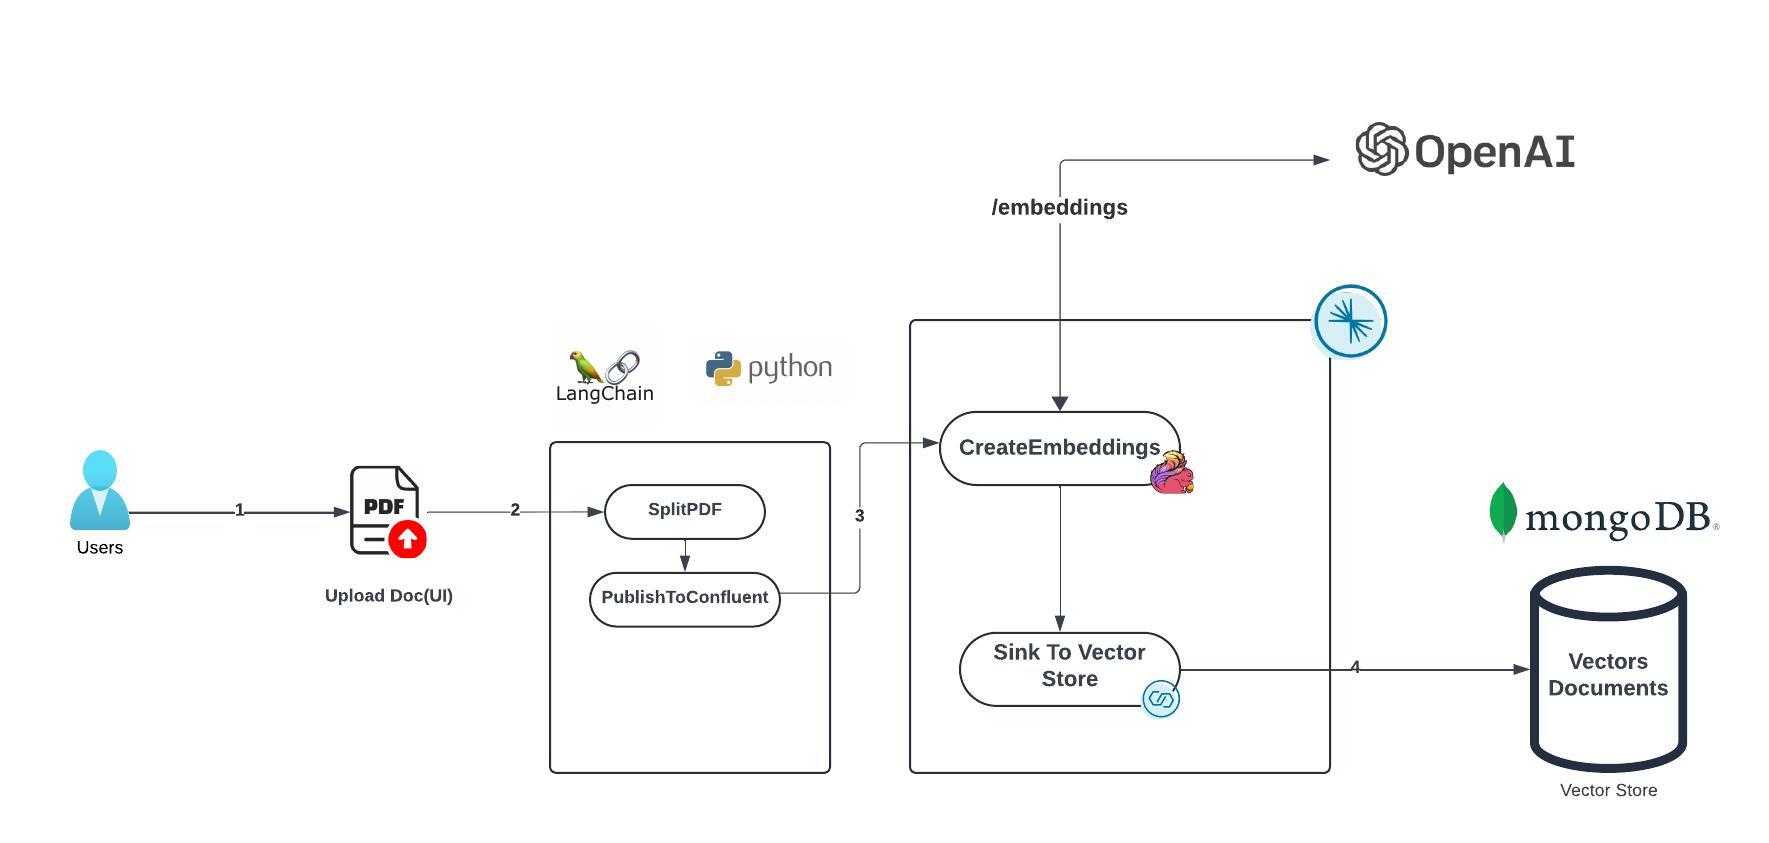 OpenAI
/embeddings
LangChain
python
CreateEmbeddings
1
PDF
2
SplitPDF
3
mongoDB®
Users
Upload Doc(UI)
PublishToConfluent
Sink To Vector
Store
4
Vectors
Documents
Vector Store